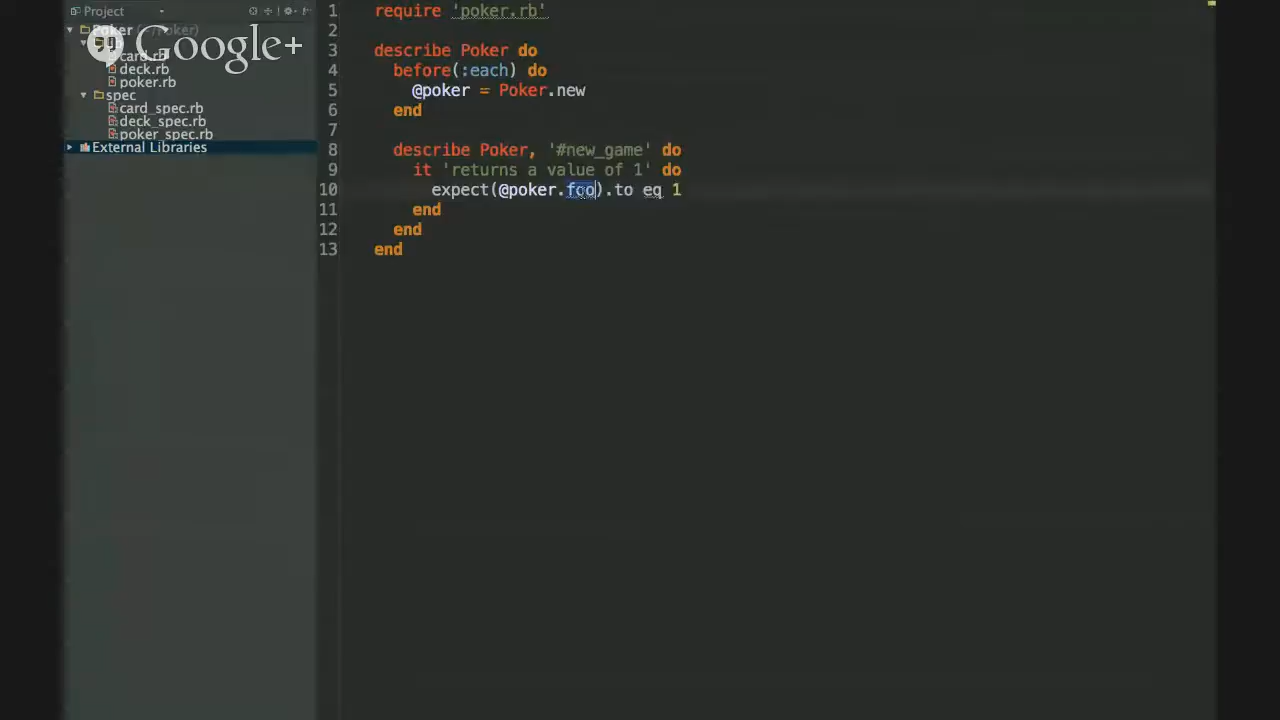 Project
Poker (~/Poker)
Google+
lib
card.rb
deck.rb
poker.rb
spec
card_spec.rb
deck_spec.rb
poker_spec.rb
External Libraries
1 require 'poker.rb'
2
3 describe Poker do
4 before(:each) do
5 @poker = Poker.new
6 end
7
8 describe Poker, '#new_game' do
9 it 'returns a value of 1' do
10 expect(@poker.foo).to eq 1
11 end
12 end
13 end